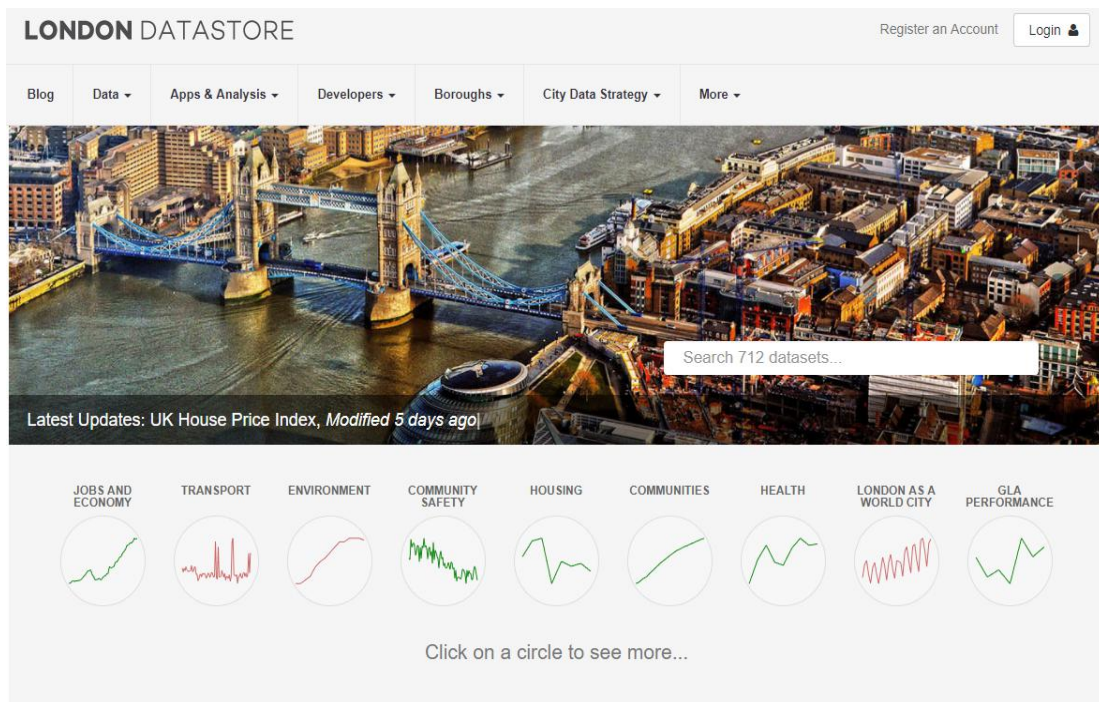 LONDON DATASTORE
Register an Account
Login
Blog
Data
Apps & Analysis
Developers
Boroughs
City Data Strategy
More
Search 712 datasets...
Latest Updates: UK House Price Index, Modified 5 days ago
JOBS AND
ECONOMY
TRANSPORT
ENVIRONMENT
COMMUNITY
SAFETY
HOUSING
COMMUNITIES
HEALTH
LONDON AS A
WORLD CITY
GLA
PERFORMANCE
Click on a circle to see more...